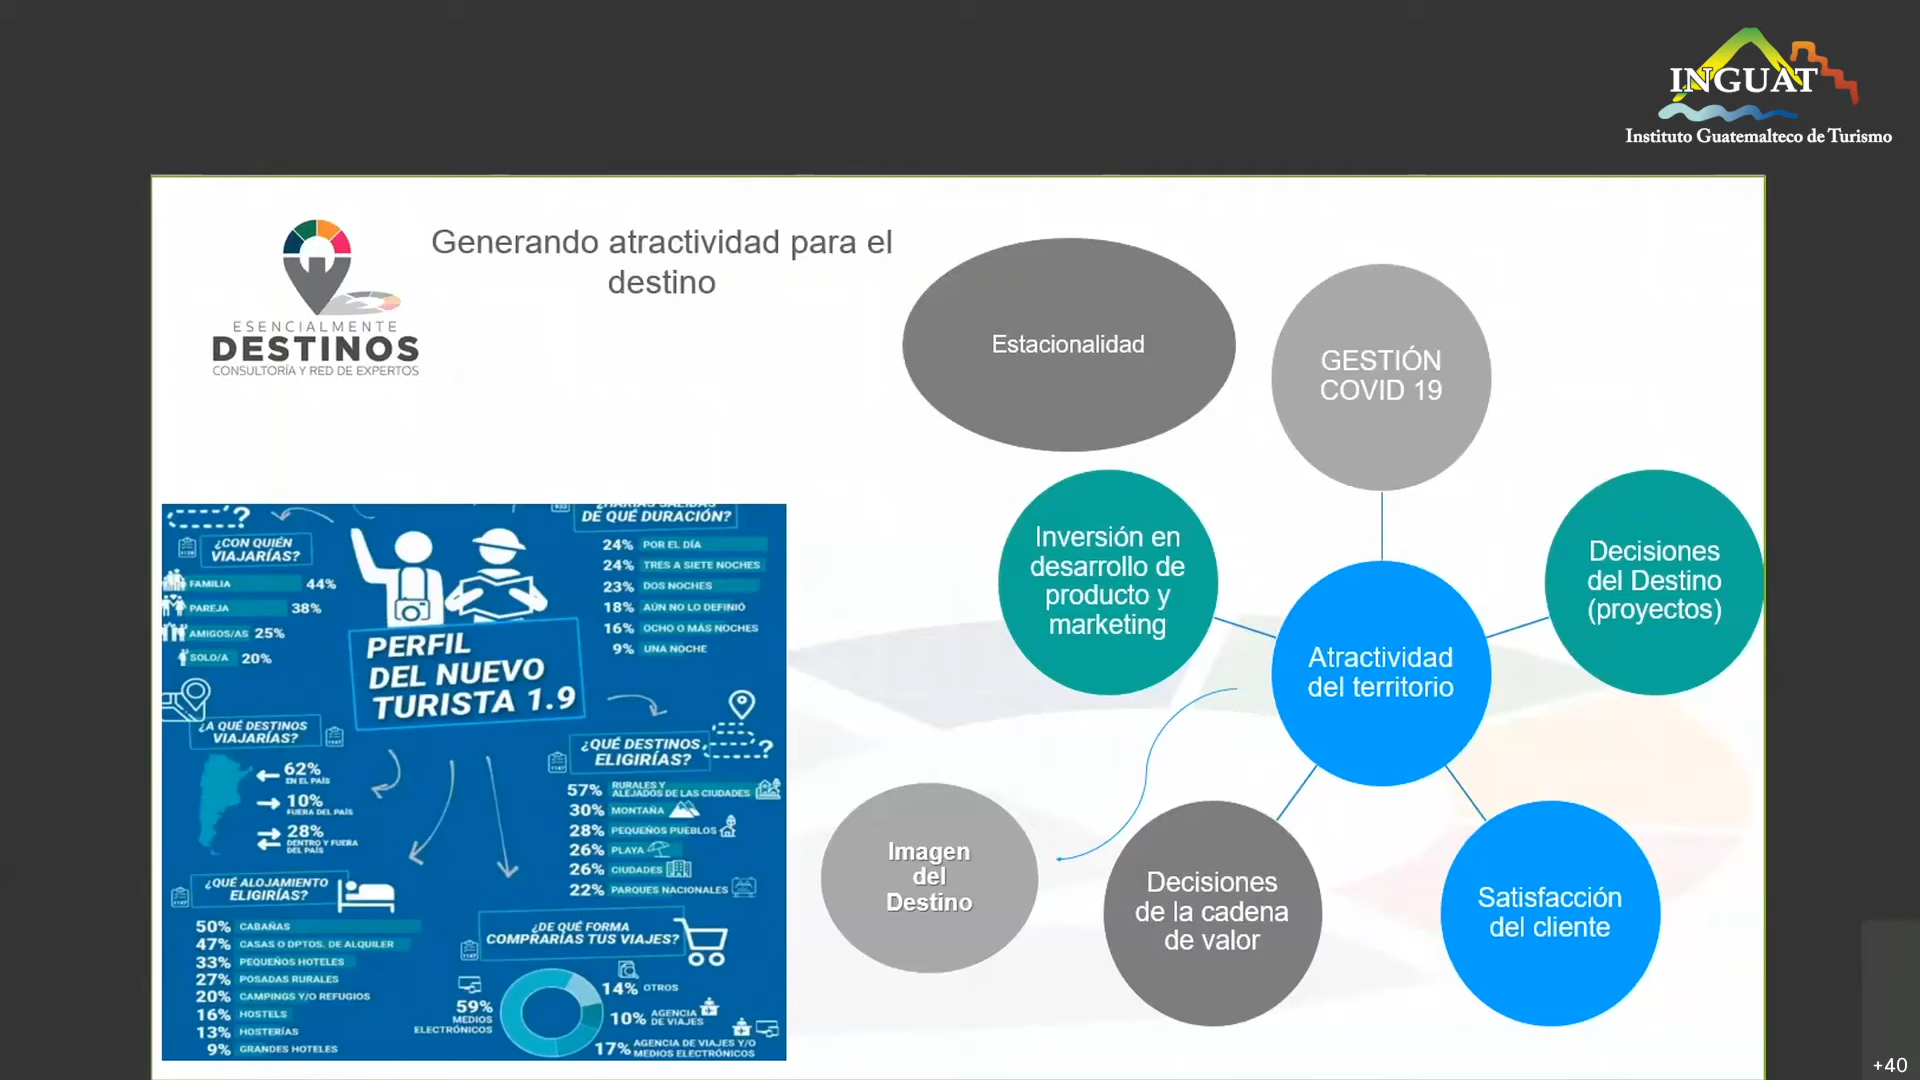 INGUAT
Instituto Guatemalteco de Turismo
ESENCIALMENTE
DESTINOS
CONSULTORÍA Y RED DE EXPERTOS
Generando atractividad para el
destino
Estacionalidad
GESTIÓN
COVID 19
Inversión en
desarrollo de
producto y
marketing
Decisiones
del Destino
(proyectos)
Atractividad
del territorio
Imagen
del
Destino
Decisiones
de la cadena
de valor
Satisfacción
del cliente
¿CON QUIÉN
VIAJARÍAS?
FAMILIA 44%
PAREJA 38%
AMIGOS/AS 25%
SOLO/A 20%
PERFIL
DEL NUEVO
TURISTA 1.9
DE QUÉ DURACIÓN?
24% POR EL DÍA
24% TRES A SIETE NOCHES
23% DOS NOCHES
18% AÚN NO LO DEFINIÓ
16% OCHO O MÁS NOCHES
9% UNA NOCHE
¿A QUÉ DESTINOS
VIAJARÍAS?
62%
EN EL PAÍS
10%
FUERA DEL PAÍS
28%
DENTRO Y FUERA
DEL PAÍS
¿QUÉ DESTINOS
ELIGIRÍAS?
57% RURALES Y
ALEJADOS DE LAS CIUDADES
30% MONTAÑA
28% PEQUEÑOS PUEBLOS
26% PLAYA
26% CIUDADES
22% PARQUES NACIONALES
¿QUÉ ALOJAMIENTO
ELIGIRÍAS?
50% CABAÑAS
47% CASAS O DPTOS. DE ALQUILER
33% PEQUEÑOS HOTELES
27% POSADAS RURALES
20% CAMPINGS Y/O REFUGIOS
16% HOSTELS
13% HOSTERÍAS
9% GRANDES HOTELES
¿DE QUÉ FORMA
COMPRARÍAS TUS VIAJES?
59%
MEDIOS
ELECTRÓNICOS
14% OTROS
10% AGENCIA
DE VIAJES
17% AGENCIA DE VIAJES Y/O
MEDIOS ELECTRÓNICOS
+40